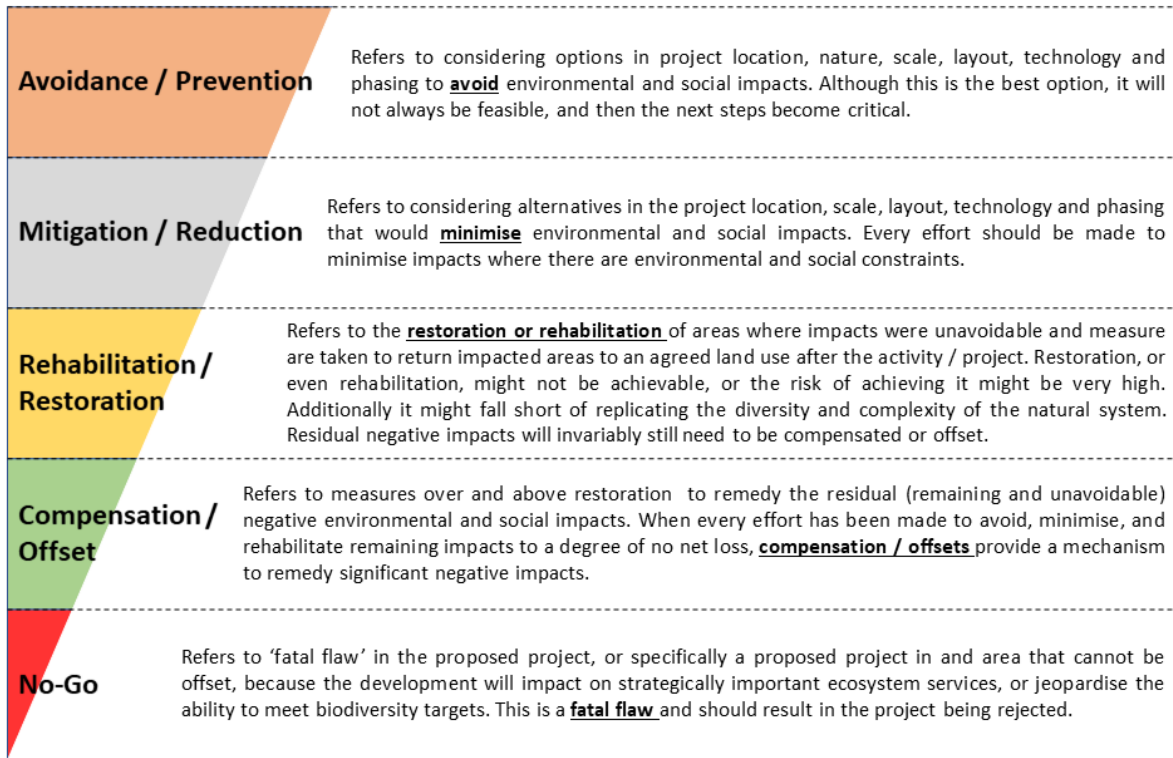 Avoidance / Prevention
Refers to considering options in project location, nature, scale, layout, technology and
phasing to avoid environmental and social impacts. Although this is the best option, it will
not always be feasible, and then the next steps become critical.
Mitigation / Reduction
Refers to considering alternatives in the project location, scale, layout, technology and phasing
that would minimise environmental and social impacts. Every effort should be made to
minimise impacts where there are environmental and social constraints.
Rehabilitation /
Restoration
Refers to the restoration or rehabilitation of areas where impacts were unavoidable and measure
are taken to return impacted areas to an agreed land use after the activity / project. Restoration, or
even rehabilitation, might not be achievable, or the risk of achieving it might be very high.
Additionally it might fall short of replicating the diversity and complexity of the natural system.
Residual negative impacts will invariably still need to be compensated or offset.
Compensation /
Offset
Refers to measures over and above restoration to remedy the residual (remaining and unavoidable)
negative environmental and social impacts. When every effort has been made to avoid, minimise, and
rehabilitate remaining impacts to a degree of no net loss, compensation / offsets provide a mechanism
to remedy significant negative impacts.
No-Go
Refers to ‘fatal flaw’ in the proposed project, or specifically a proposed project in and area that cannot be
offset, because the development will impact on strategically important ecosystem services, or jeopardise the
ability to meet biodiversity targets. This is a fatal flaw and should result in the project being rejected.